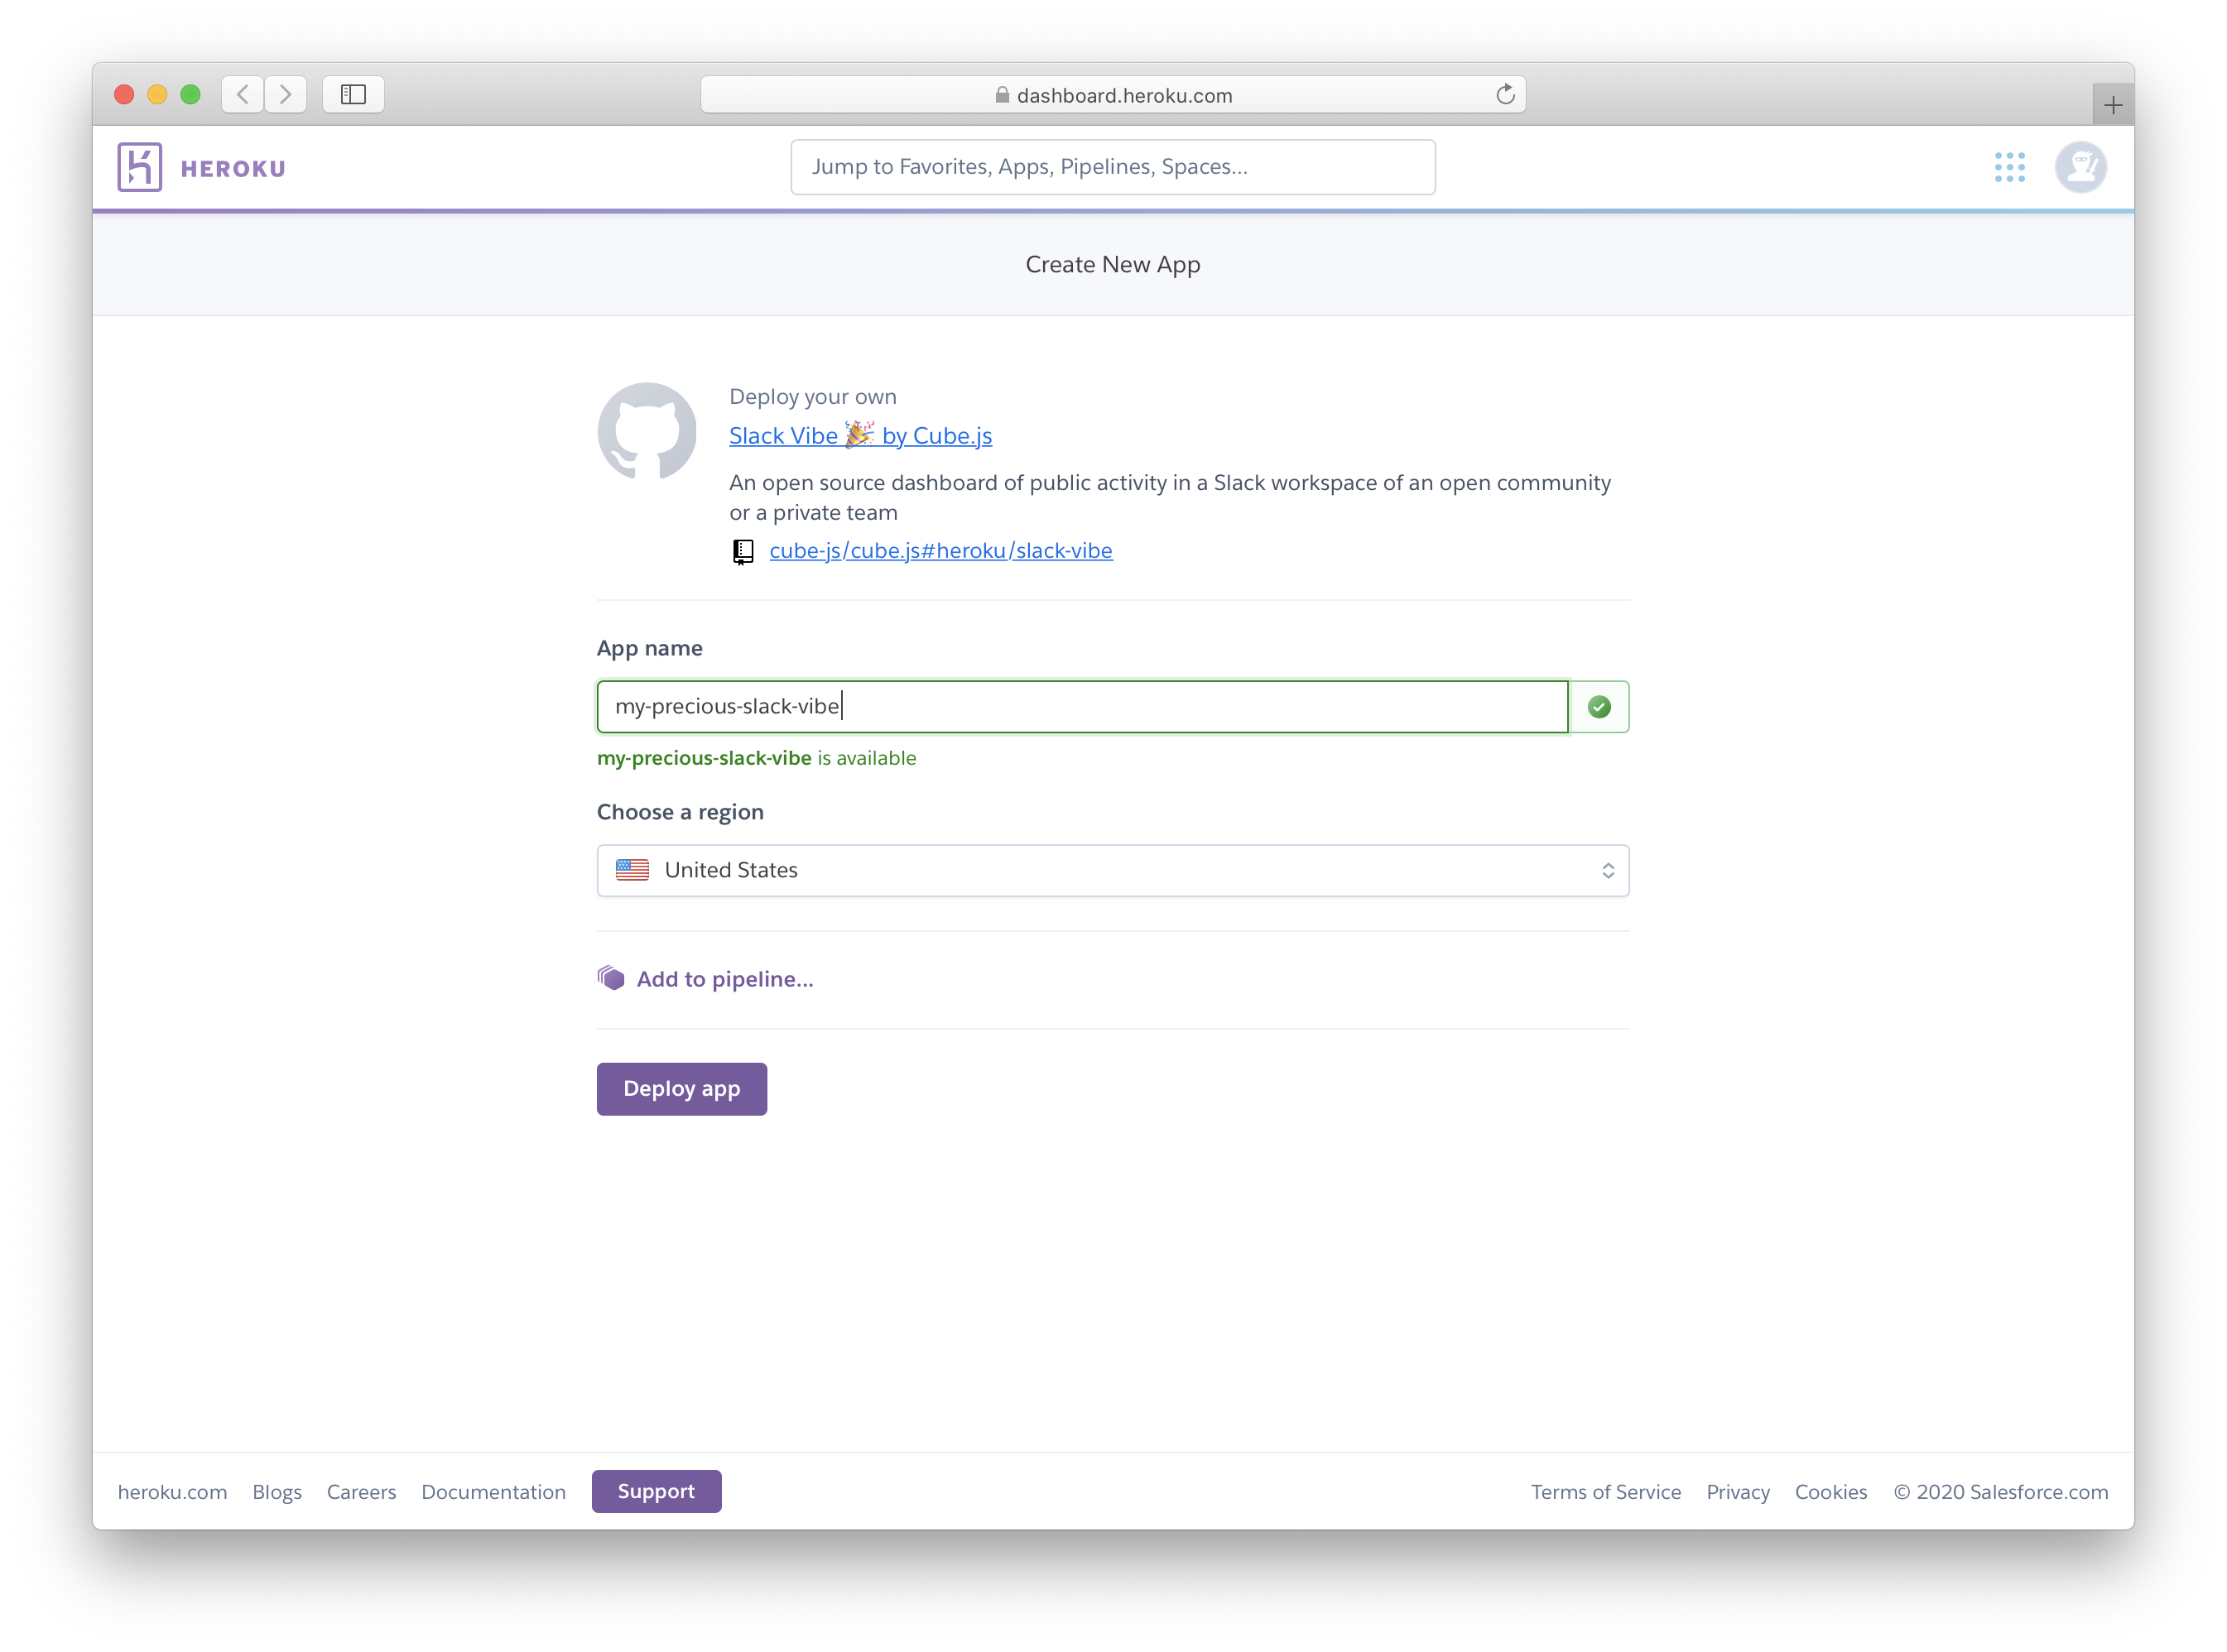 dashboard.heroku.com
HEROKU
Jump to Favorites, Apps, Pipelines, Spaces...
Create New App
Deploy your own
Slack Vibe 🎉 by Cube.js
An open source dashboard of public activity in a Slack workspace of an open community
or a private team
cube-js/cube.js#heroku/slack-vibe
App name
my-precious-slack-vibe
my-precious-slack-vibe is available
Choose a region
United States
Add to pipeline...
Deploy app
heroku.com Blogs Careers Documentation Support Terms of Service Privacy Cookies © 2020 Salesforce.com